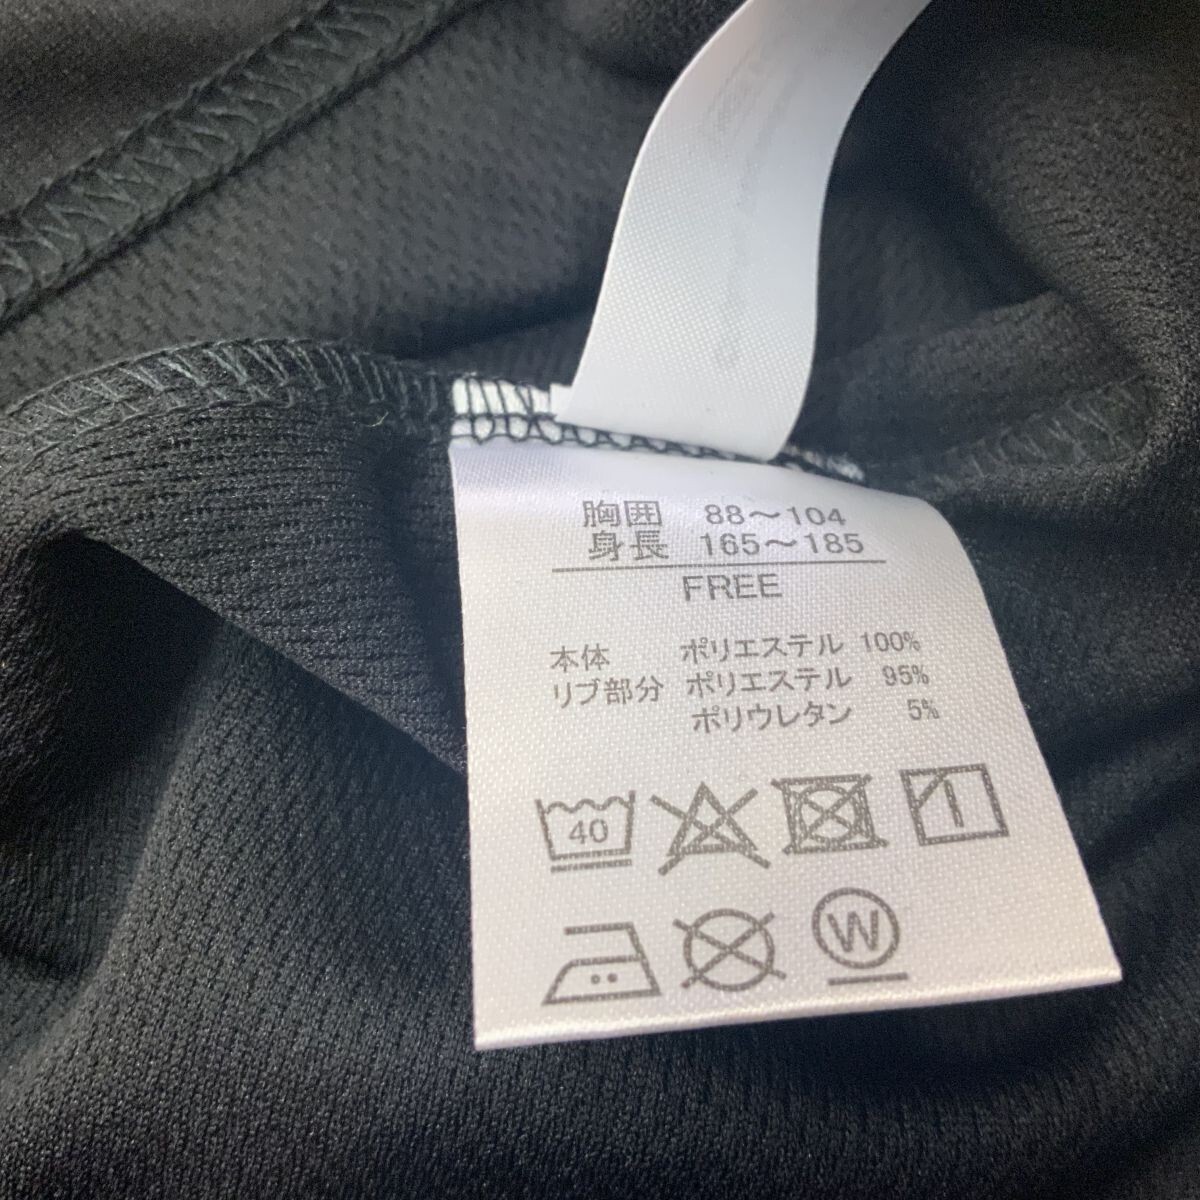 胸囲 88～104
身長 165～185
FREE
本体 ポリエステル 100%
リブ部分 ポリエステル 95%
ポリウレタン 5%
40
W